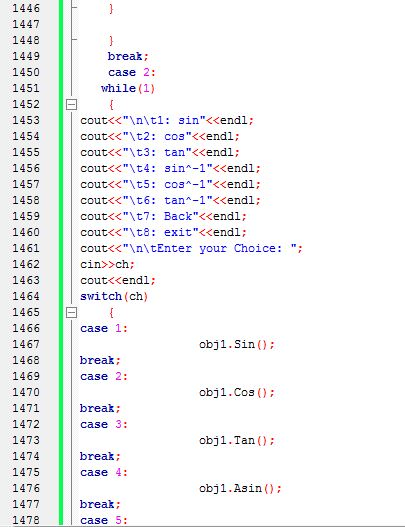 1446 }
1447
1448 }
1449 break;
1450 case 2:
1451 while(1)
1452 {
1453 cout<<"\n\t1: sin"<<endl;
1454 cout<<"\t2: cos"<<endl;
1455 cout<<"\t3: tan"<<endl;
1456 cout<<"\t4: sin^-1"<<endl;
1457 cout<<"\t5: cos^-1"<<endl;
1458 cout<<"\t6: tan^-1"<<endl;
1459 cout<<"\t7: Back"<<endl;
1460 cout<<"\t8: exit"<<endl;
1461 cout<<"\n\tEnter your Choice: ";
1462 cin>>ch;
1463 cout<<endl;
1464 switch(ch)
1465 {
1466 case 1:
1467 obj1.Sin();
1468 break;
1469 case 2:
1470 obj1.Cos();
1471 break;
1472 case 3:
1473 obj1.Tan();
1474 break;
1475 case 4:
1476 obj1.Asin();
1477 break;
1478 case 5: